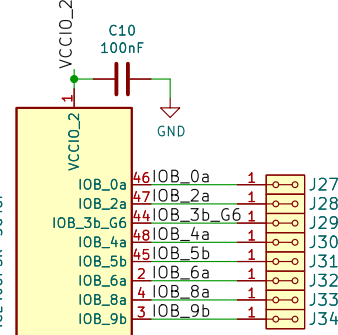 VCCIO_2
C10
100nF
1
GND
VCCIO_2
IOB_0a 46 IOB_0a 1 J27
IOB_2a 47 IOB_2a 1 J28
IOB_3b_G6 44 IOB_3b_G6 1 J29
IOB_4a 48 IOB_4a 1 J30
IOB_5b 45 IOB_5b 1 J31
IOB_6a 2 IOB_6a 1 J32
IOB_8a 4 IOB_8a 1 J33
IOB_9b 3 IOB_9b 1 J34